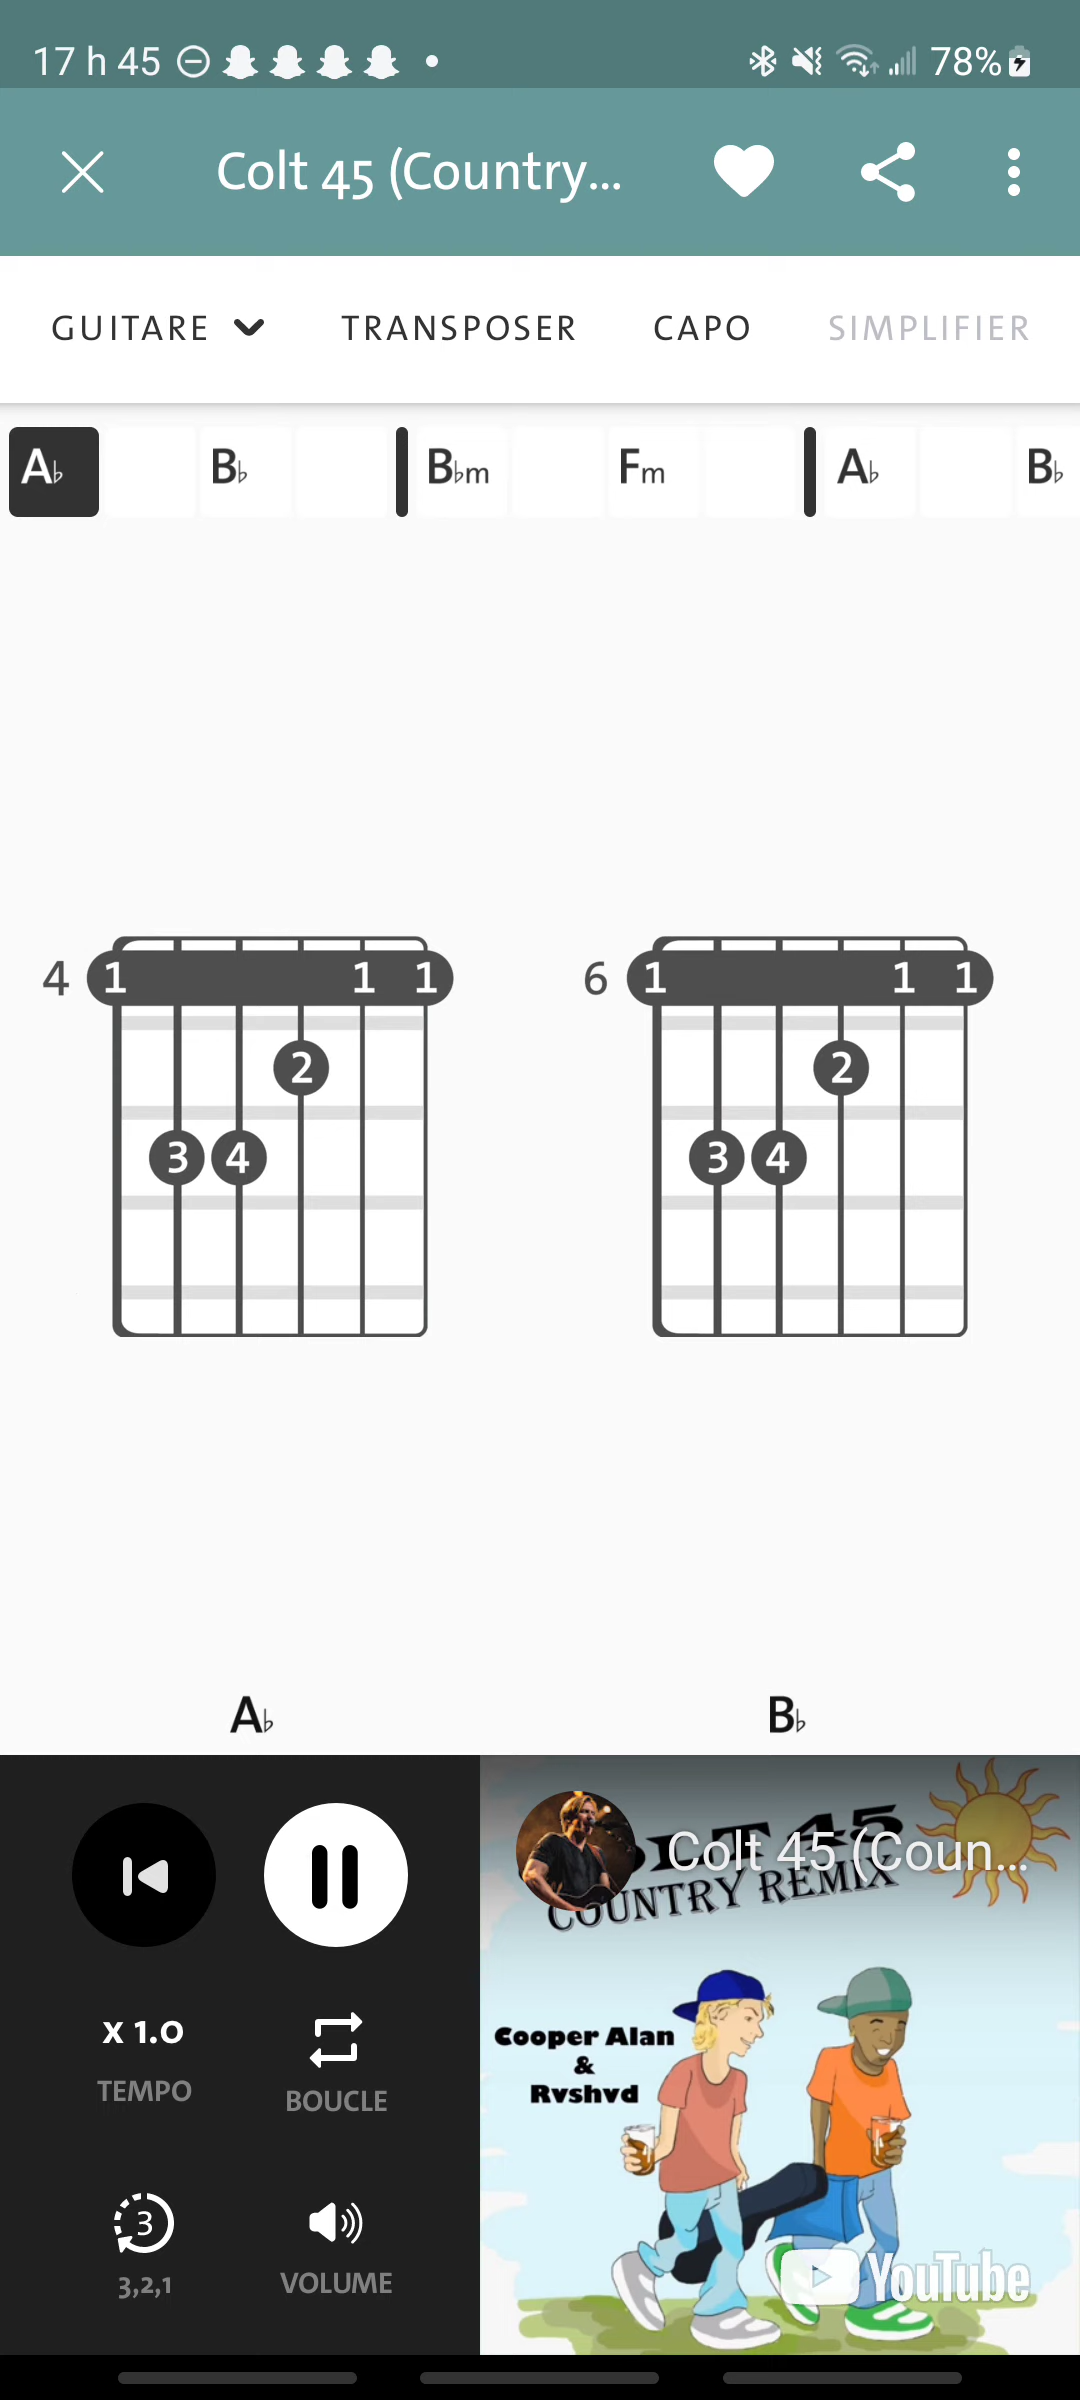 17 h 45 78%
Colt 45 (Country...
GUITARE TRANSPOSER CAPO SIMPLIFIER
A♭ B♭ B♭m Fm A♭ B♭
4 1 1 1 6 1 1 1
2 2
3 4 3 4
A♭ B♭
Colt 45 (Coun...
COUNTRY REMIX
x 1.0
TEMPO BOUCLE
Cooper Alan
&
Rvshvd
3
3,2,1 VOLUME
YouTube